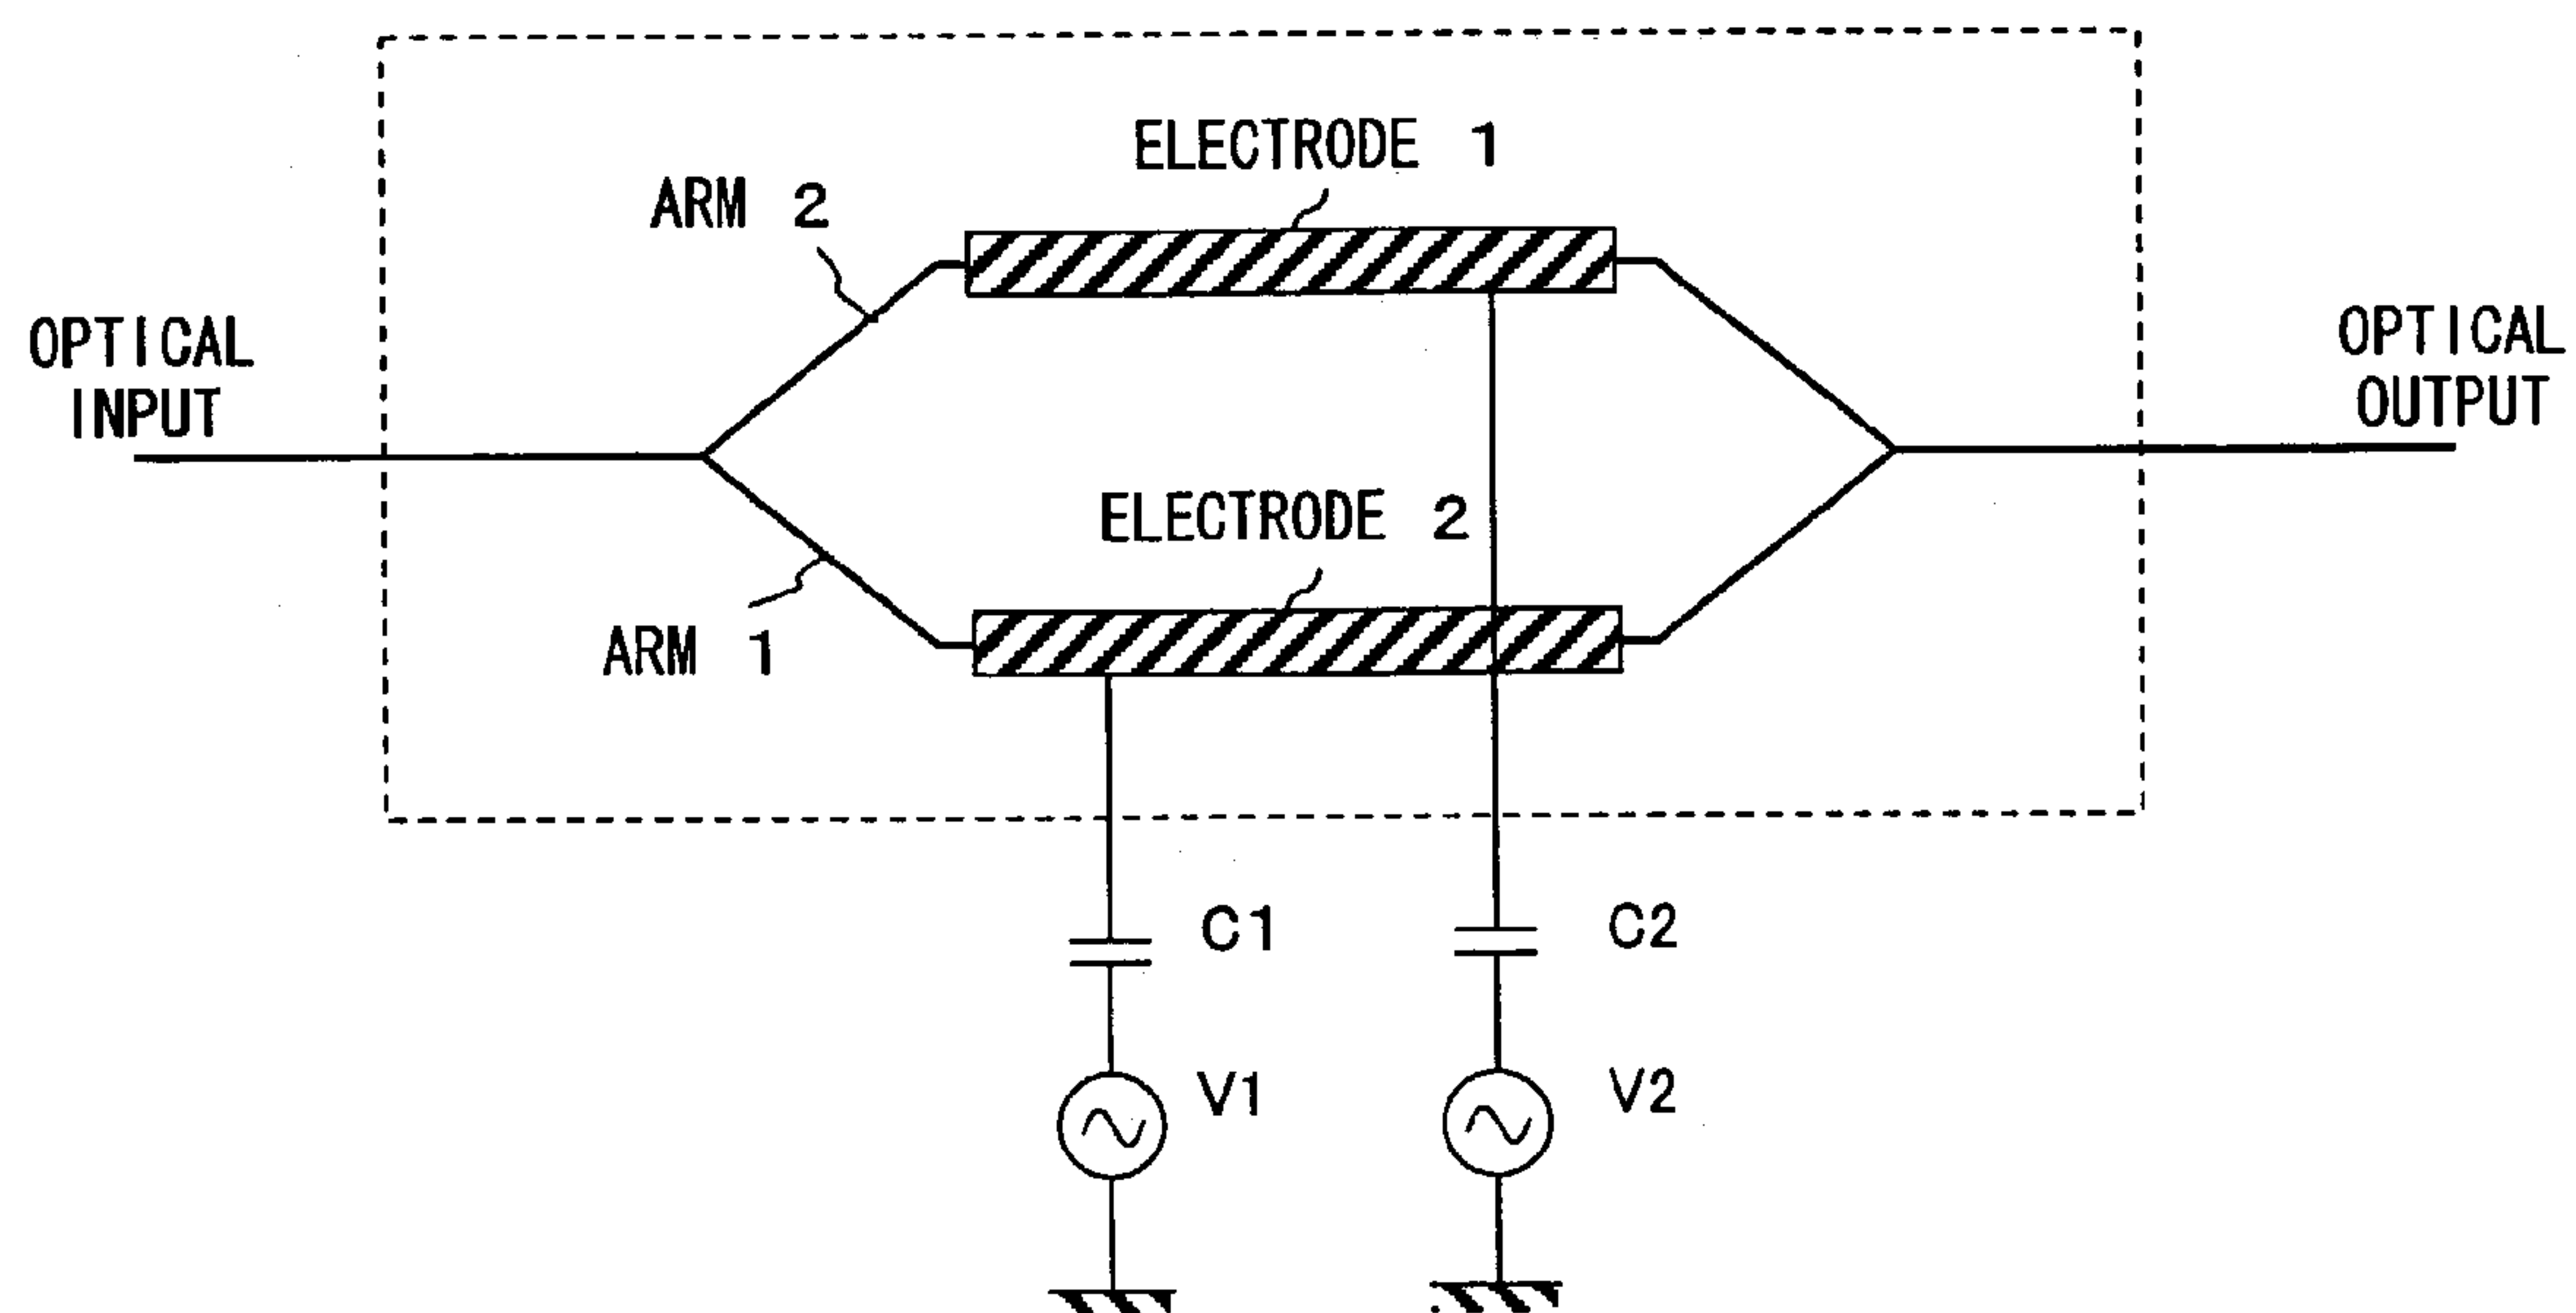 ELECTRODE 1
ARM 2
OPTICAL
INPUT
OPTICAL
OUTPUT
ELECTRODE 2
ARM 1
C1
C2
V1
V2